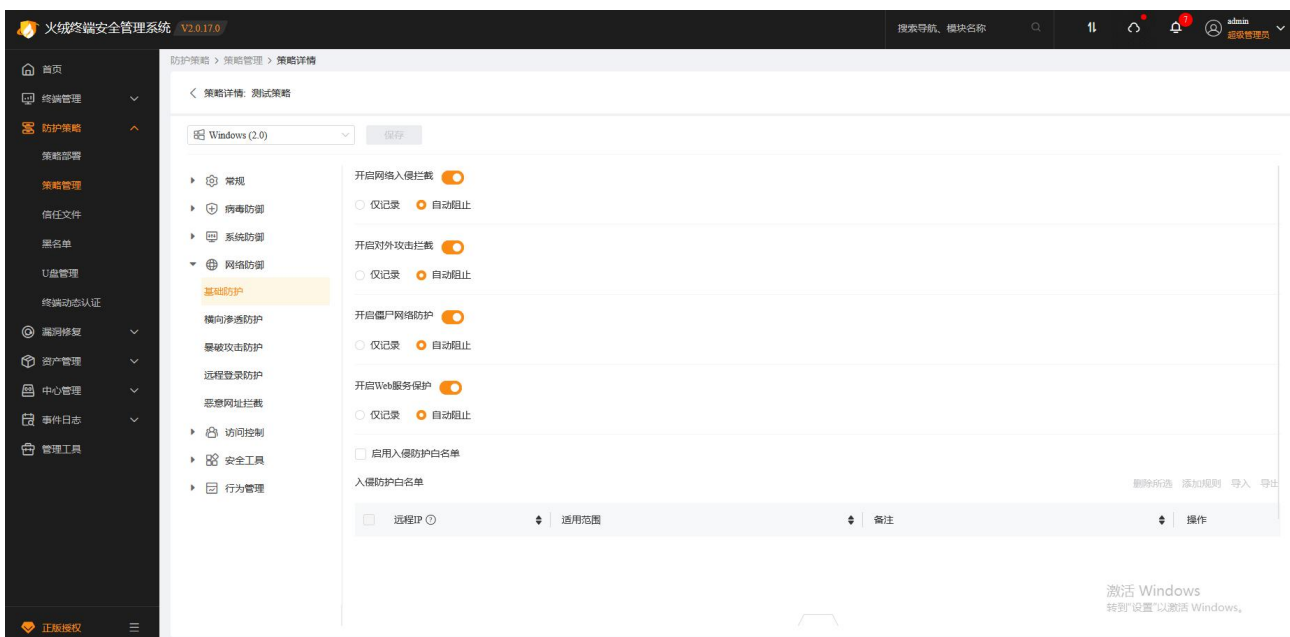 火绒终端安全管理系统 V2.0.17.0
搜索导航、模块名称
7
admin
超级管理员
首页
终端管理
防护策略
策略部署
策略管理
信任文件
黑名单
U盘管理
终端动态认证
漏洞修复
资产管理
中心管理
事件日志
管理工具
正版授权
防护策略 > 策略管理 > 策略详情
策略详情: 测试策略
Windows (2.0)
保存
常规
病毒防御
系统防御
网络防御
基础防护
横向渗透防护
暴破攻击防护
远程登录防护
恶意网址拦截
访问控制
安全工具
行为管理
开启网络入侵拦截
仅记录 自动阻止
开启对外攻击拦截
仅记录 自动阻止
开启僵尸网络防护
仅记录 自动阻止
开启Web服务保护
仅记录 自动阻止
启用入侵防护白名单
入侵防护白名单
删除所选 添加规则 导入 导出
远程IP 适用范围 备注 操作
激活 Windows
转到"设置"以激活 Windows。